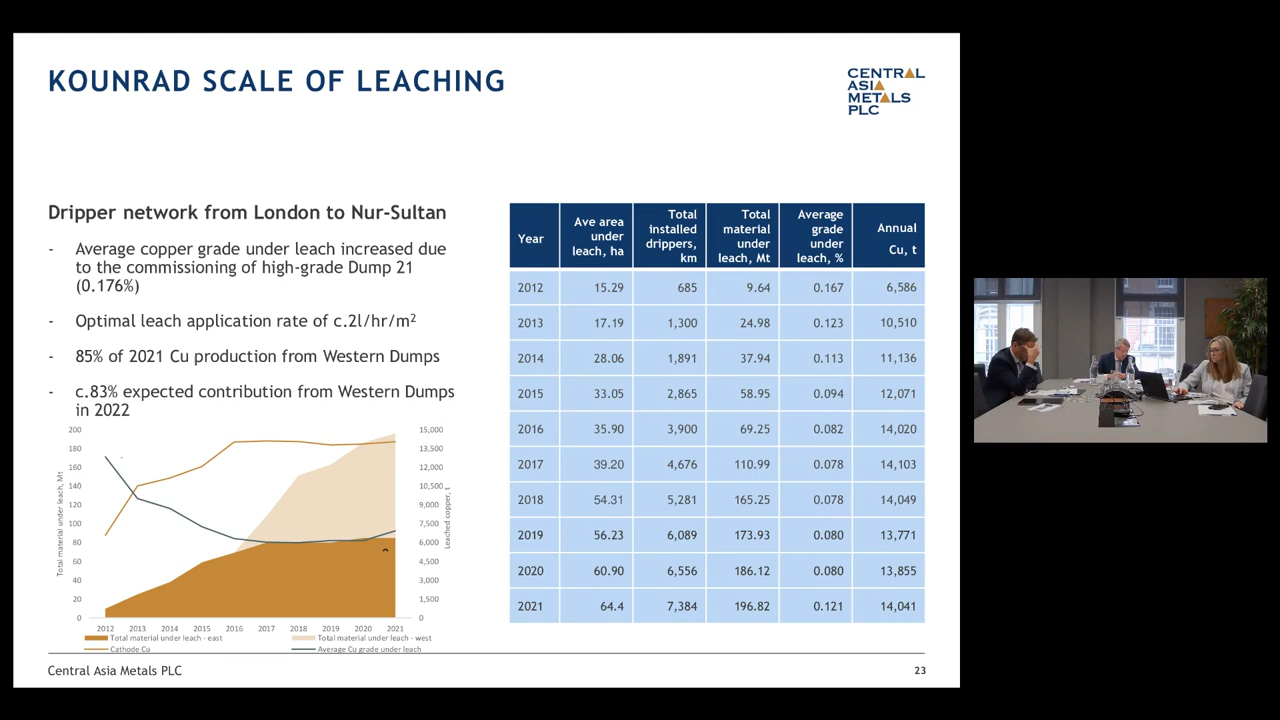 KOUNRAD SCALE OF LEACHING
CENTRAL
ASIA
METALS
PLC
Dripper network from London to Nur-Sultan
- Average copper grade under leach increased due
to the commissioning of high-grade Dump 21
(0.176%)
- Optimal leach application rate of c.2l/hr/m²
- 85% of 2021 Cu production from Western Dumps
- c.83% expected contribution from Western Dumps
in 2022
200 15,000
180 13,500
160 12,000
140 10,500
120 9,000
100 7,500
80 6,000
60 4,500
40 3,000
20 1,500
0 0
Total material under leach, Mt
Leached copper, t
2012 2013 2014 2015 2016 2017 2018 2019 2020 2021
Total material under leach - east Total material under leach - west
Cathode Cu Average Cu grade under leach
Year Ave area under leach, ha Total installed drippers, km Total material under leach, Mt Average grade under leach, % Annual Cu, t
2012 15.29 685 9.64 0.167 6,586
2013 17.19 1,300 24.98 0.123 10,510
2014 28.06 1,891 37.94 0.113 11,136
2015 33.05 2,865 58.95 0.094 12,071
2016 35.90 3,900 69.25 0.082 14,020
2017 39.20 4,676 110.99 0.078 14,103
2018 54.31 5,281 165.25 0.078 14,049
2019 56.23 6,089 173.93 0.080 13,771
2020 60.90 6,556 186.12 0.080 13,855
2021 64.4 7,384 196.82 0.121 14,041
Central Asia Metals PLC 23